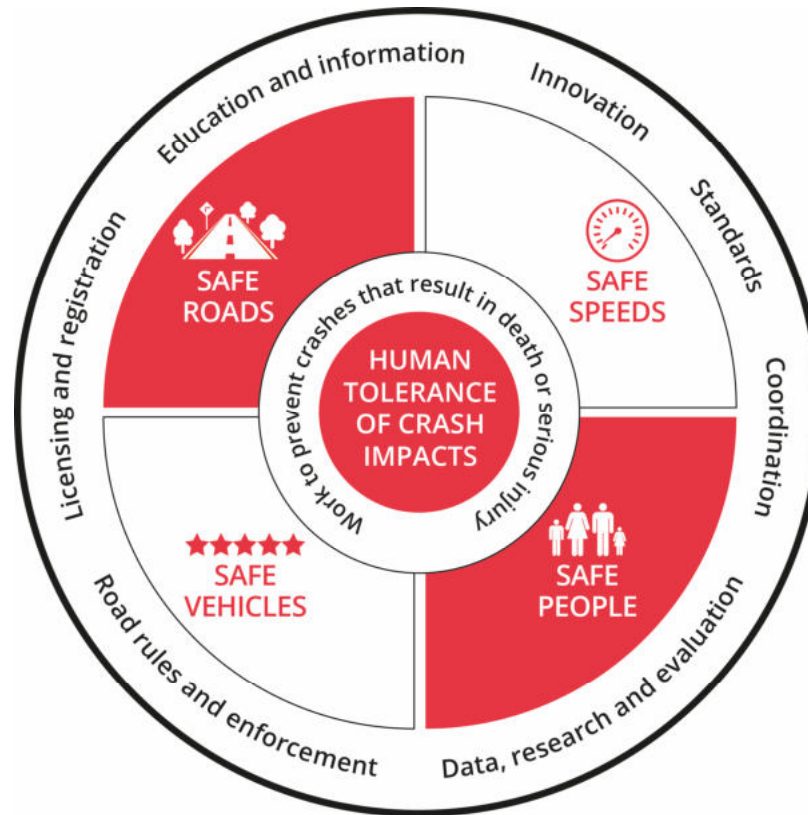 Education and information
Innovation
Standards
Coordination
Data, research and evaluation
Road rules and enforcement
Licensing and registration
SAFE
ROADS
SAFE
SPEEDS
Work to prevent crashes that result in death or serious injury
HUMAN
TOLERANCE
OF CRASH
IMPACTS
SAFE
VEHICLES
SAFE
PEOPLE